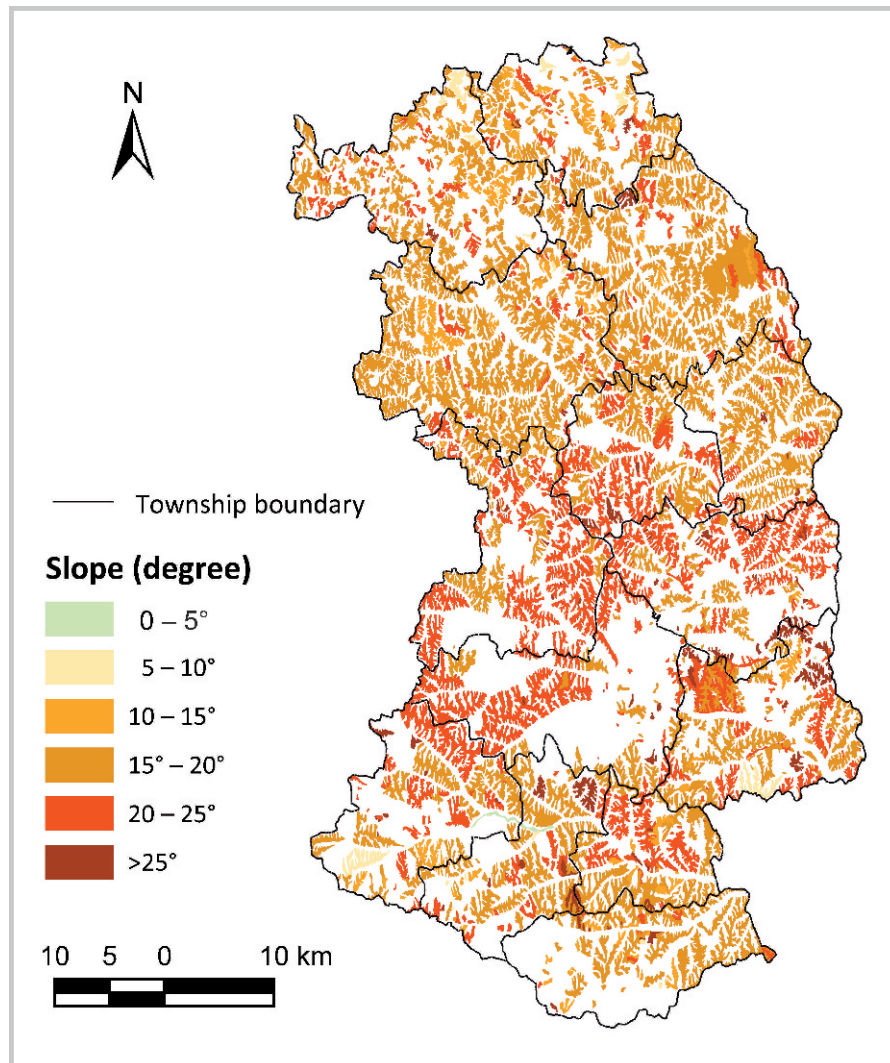 N
Township boundary
Slope (degree)
0 – 5°
5 – 10°
10 – 15°
15° – 20°
20 – 25°
>25°
10 5 0 10 km